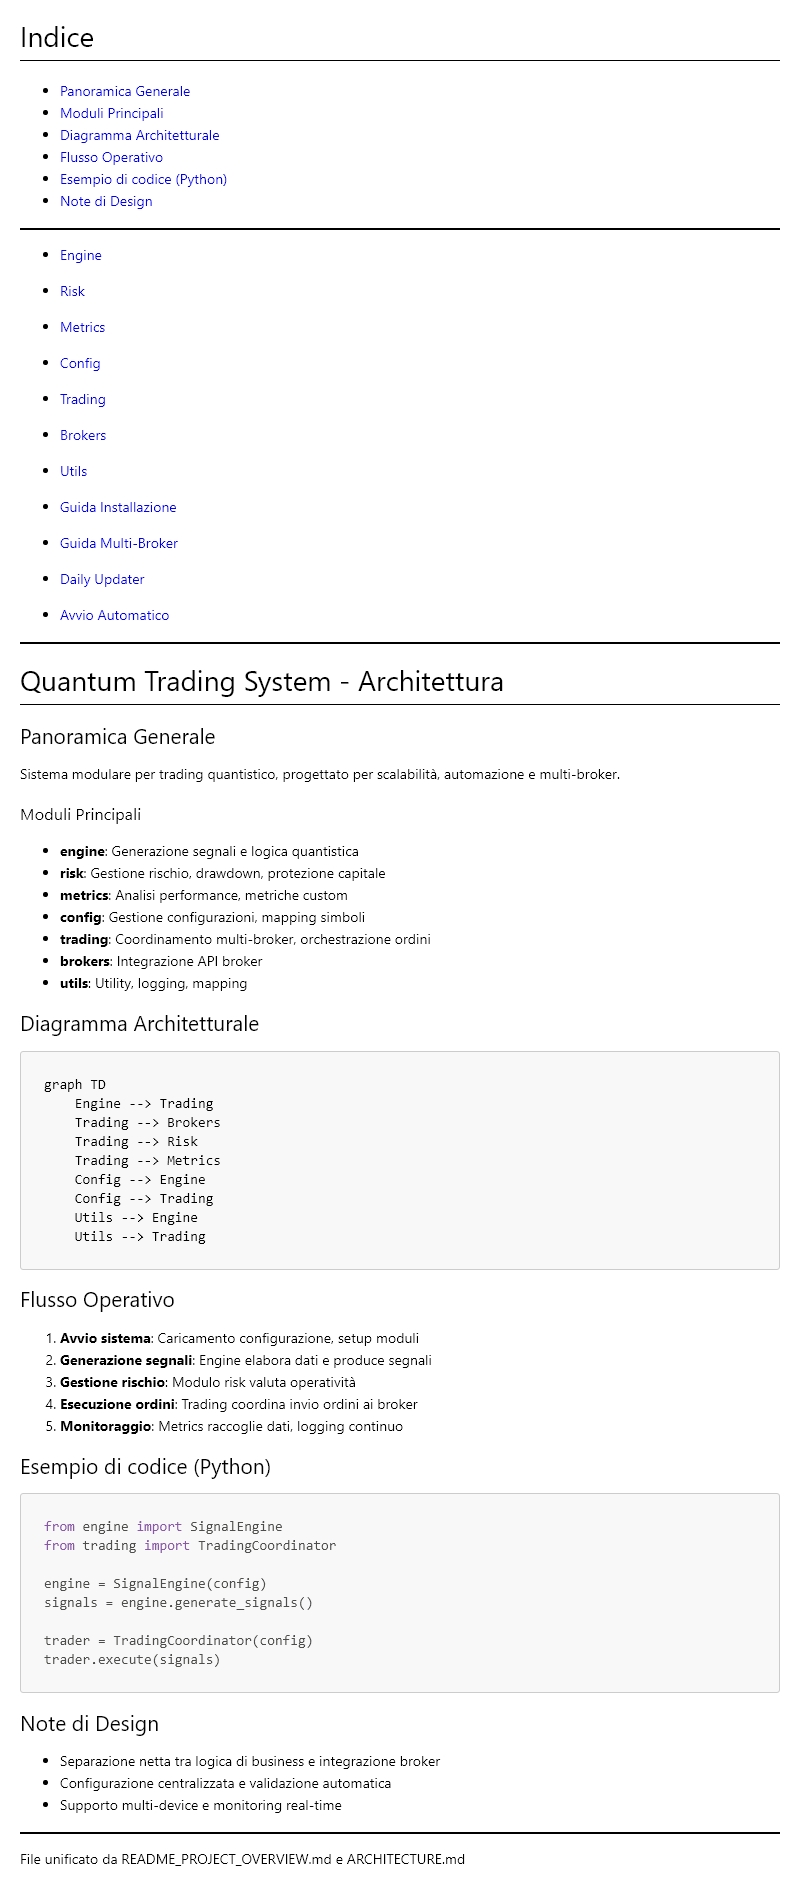 Indice
Panoramica Generale
Moduli Principali
Diagramma Architetturale
Flusso Operativo
Esempio di codice (Python)
Note di Design
Engine
Risk
Metrics
Config
Trading
Brokers
Utils
Guida Installazione
Guida Multi-Broker
Daily Updater
Avvio Automatico
Quantum Trading System - Architettura
Panoramica Generale
Sistema modulare per trading quantistico, progettato per scalabilità, automazione e multi-broker.
Moduli Principali
engine: Generazione segnali e logica quantistica
risk: Gestione rischio, drawdown, protezione capitale
metrics: Analisi performance, metriche custom
config: Gestione configurazioni, mapping simboli
trading: Coordinamento multi-broker, orchestrazione ordini
brokers: Integrazione API broker
utils: Utility, logging, mapping
Diagramma Architetturale
graph TD
    Engine --> Trading
    Trading --> Brokers
    Trading --> Risk
    Trading --> Metrics
    Config --> Engine
    Config --> Trading
    Utils --> Engine
    Utils --> Trading
Flusso Operativo
1. Avvio sistema: Caricamento configurazione, setup moduli
2. Generazione segnali: Engine elabora dati e produce segnali
3. Gestione rischio: Modulo risk valuta operatività
4. Esecuzione ordini: Trading coordina invio ordini ai broker
5. Monitoraggio: Metrics raccoglie dati, logging continuo
Esempio di codice (Python)
from engine import SignalEngine
from trading import TradingCoordinator
engine = SignalEngine(config)
signals = engine.generate_signals()
trader = TradingCoordinator(config)
trader.execute(signals)
Note di Design
Separazione netta tra logica di business e integrazione broker
Configurazione centralizzata e validazione automatica
Supporto multi-device e monitoring real-time
File unificato da README_PROJECT_OVERVIEW.md e ARCHITECTURE.md